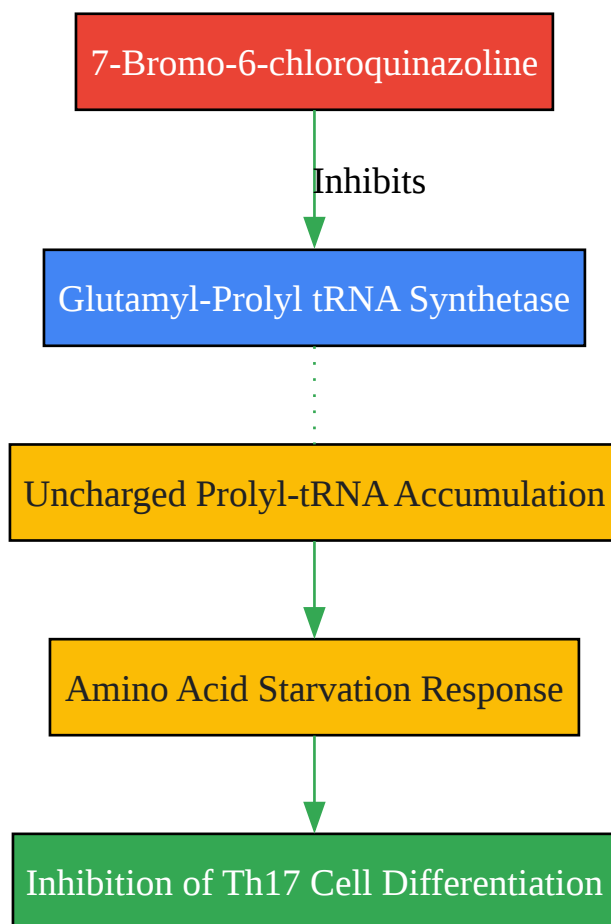 7-Bromo-6-chloroquinazoline
Inhibits
Glutamyl-Prolyl tRNA Synthetase
Uncharged Prolyl-tRNA Accumulation
Amino Acid Starvation Response
Inhibition of Th17 Cell Differentiation